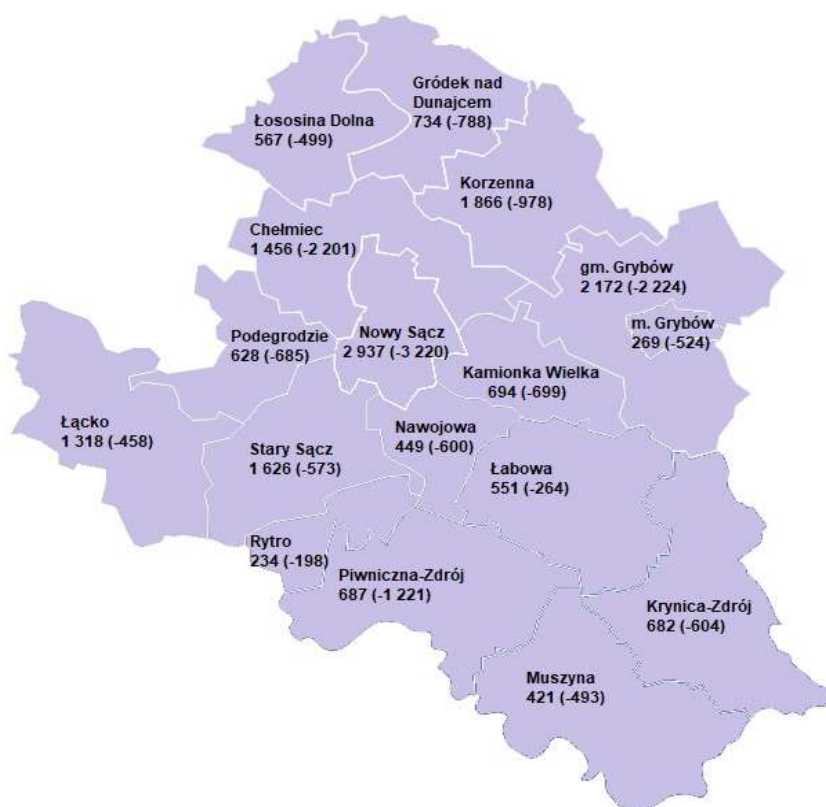 Gródek nad
Dunajcem
734 (-788)
Łososina Dolna
567 (-499)
Korzenna
1 866 (-978)
Chełmiec
1 456 (-2 201)
gm. Grybów
2 172 (-2 224)
m. Grybów
269 (-524)
Podegrodzie
628 (-685)
Nowy Sącz
2 937 (-3 220)
Kamionka Wielka
694 (-699)
Łącko
1 318 (-458)
Stary Sącz
1 626 (-573)
Nawojowa
449 (-600)
Łabowa
551 (-264)
Rytro
234 (-198)
Piwniczna-Zdrój
687 (-1 221)
Krynica-Zdrój
682 (-604)
Muszyna
421 (-493)